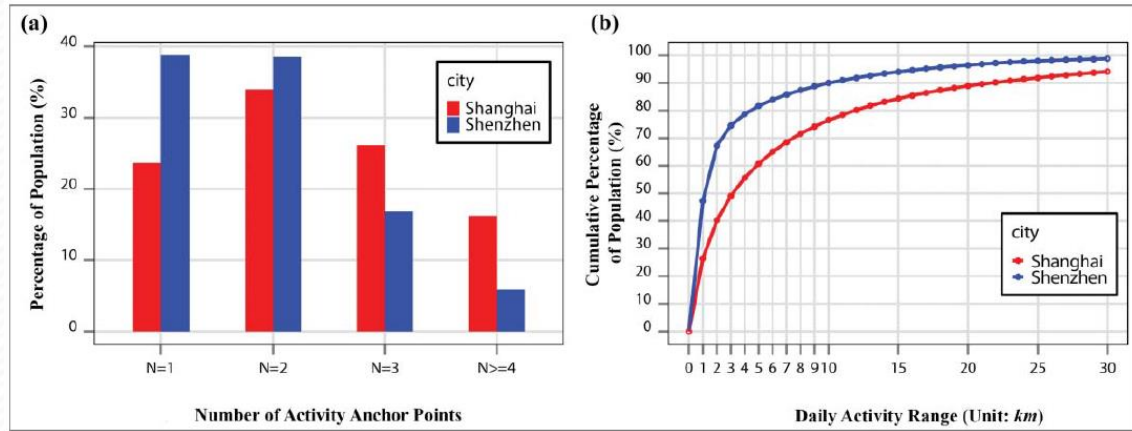 (a)
Percentage of Population (%)
40
30
20
10
0
city
Shanghai
Shenzhen
N=1 N=2 N=3 N>=4
Number of Activity Anchor Points
(b)
Cumulative Percentage
of Population (%)
100
90
80
70
60
50
40
30
20
10
0
city
Shanghai
Shenzhen
0 1 2 3 4 5 6 7 8 9 10 15 20 25 30
Daily Activity Range (Unit: km)